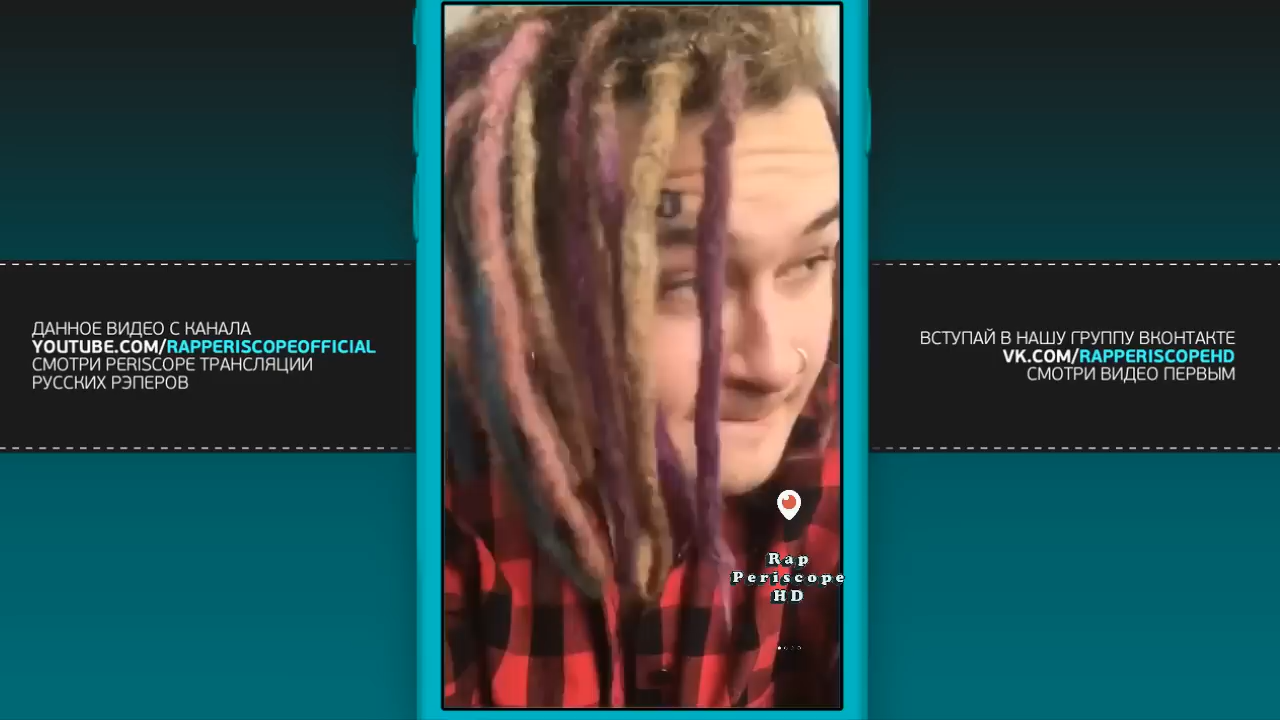 ДАННОЕ ВИДЕО С КАНАЛА
YOUTUBE.COM/RAPPERISCOPEOFFICIAL
СМОТРИ PERISCOPE ТРАНСЛЯЦИИ
РУССКИХ РЭПЕРОВ
ВСТУПАЙ В НАШУ ГРУППУ ВКОНТАКТЕ
VK.COM/RAPPERISCOPEHD
СМОТРИ ВИДЕО ПЕРВЫМ
Rap
Periscope
HD